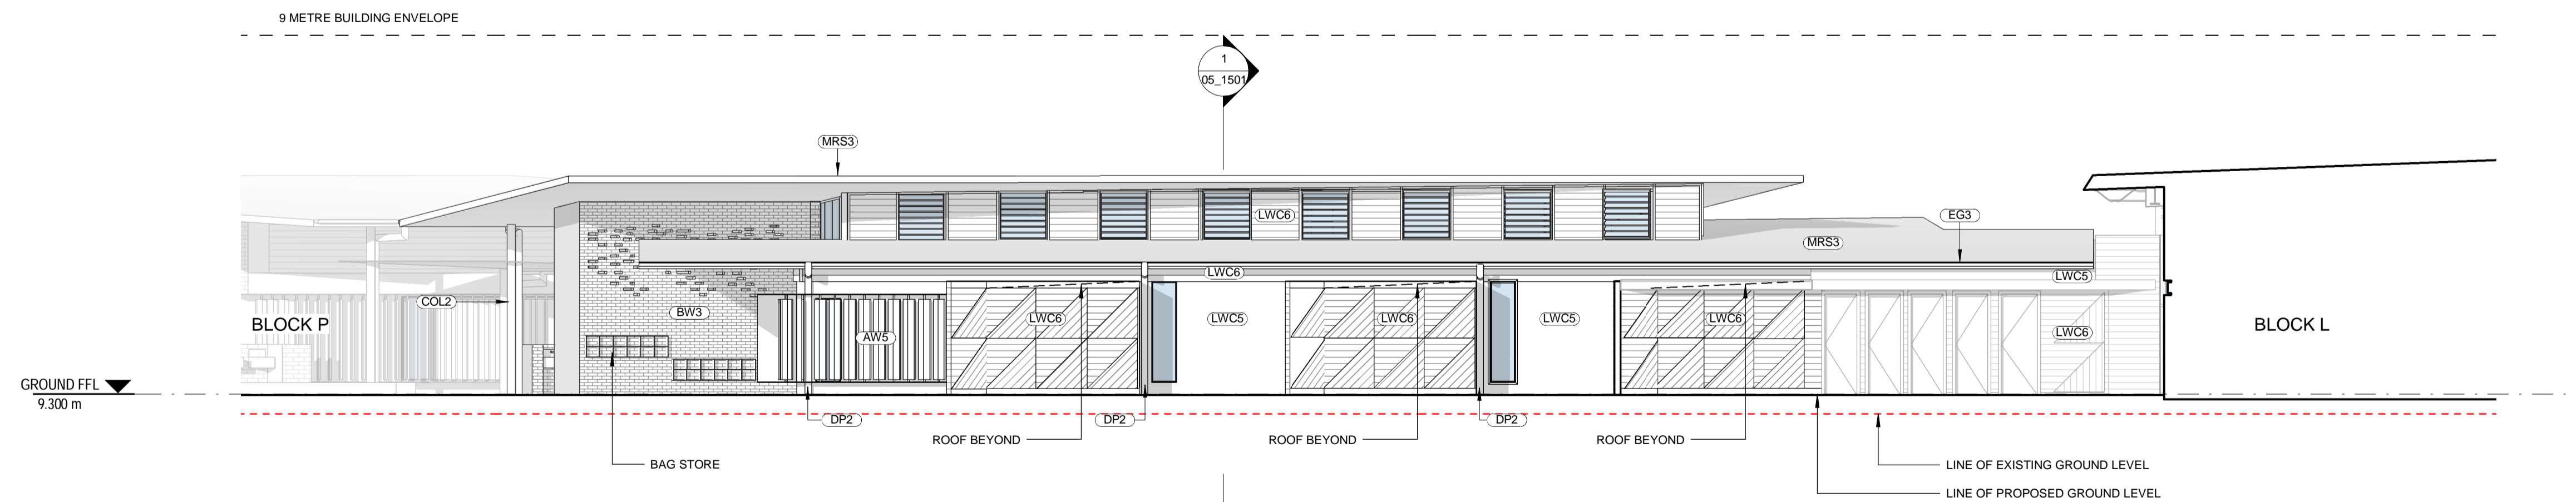 9 METRE BUILDING ENVELOPE
1
05_1501
MRS3
LWC6
EG3
MRS3
LWC6
LWC5
COL2
BW3
LWC6
LWC5
LWC6
LWC5
LWC6
BLOCK P
BLOCK L
AW5
LWC6
GROUND FFL
9.300 m
DP2
DP2
DP2
ROOF BEYOND
ROOF BEYOND
ROOF BEYOND
BAG STORE
LINE OF EXISTING GROUND LEVEL
LINE OF PROPOSED GROUND LEVEL